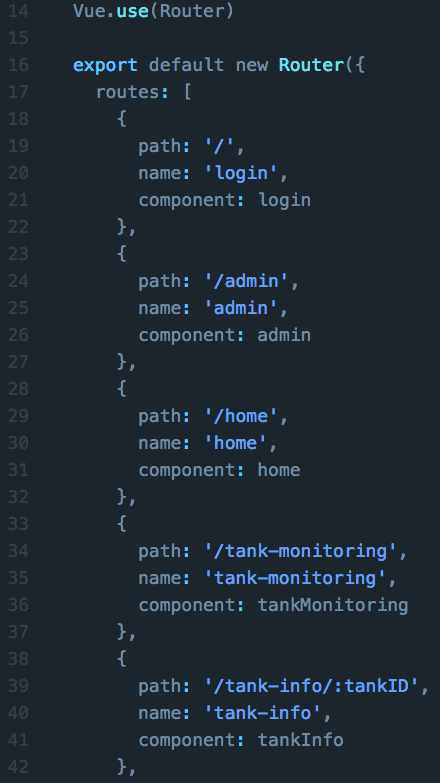 14 Vue.use(Router)
15
16 export default new Router({
17 routes: [
18 {
19 path: '/',
20 name: 'login',
21 component: login
22 },
23 {
24 path: '/admin',
25 name: 'admin',
26 component: admin
27 },
28 {
29 path: '/home',
30 name: 'home',
31 component: home
32 },
33 {
34 path: '/tank-monitoring',
35 name: 'tank-monitoring',
36 component: tankMonitoring
37 },
38 {
39 path: '/tank-info/:tankID',
40 name: 'tank-info',
41 component: tankInfo
42 },